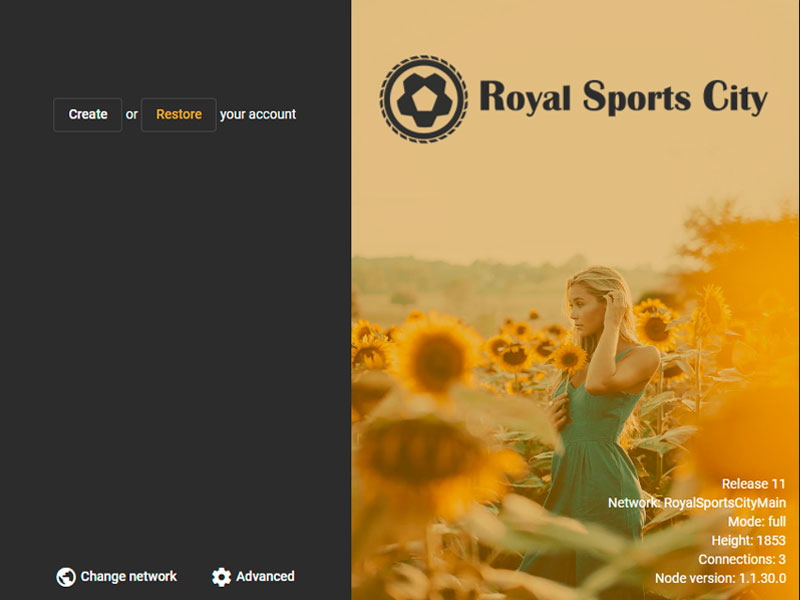 Create or Restore your account
Change network
Advanced
Royal Sports City
Release 11
Network: RoyalSportsCityMain
Mode: full
Height: 1853
Connections: 3
Node version: 1.1.30.0